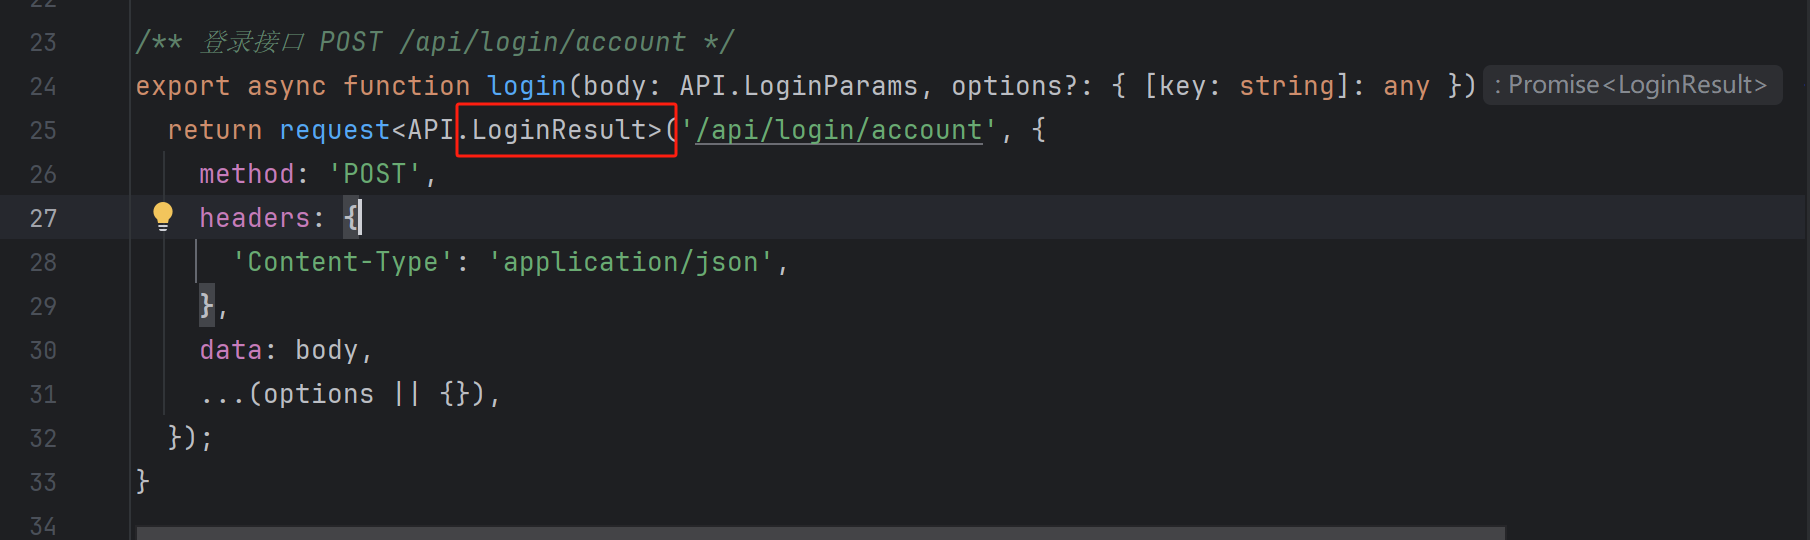 22
23 /** 登录接口 POST /api/login/account */
24 export async function login(body: API.LoginParams, options?: { [key: string]: any }) : Promise<LoginResult>
25 return request<API.LoginResult>('/api/login/account', {
26 method: 'POST',
27 headers: {
28 'Content-Type': 'application/json',
29 },
30 data: body,
31 ...(options || {}),
32 });
33 }
34